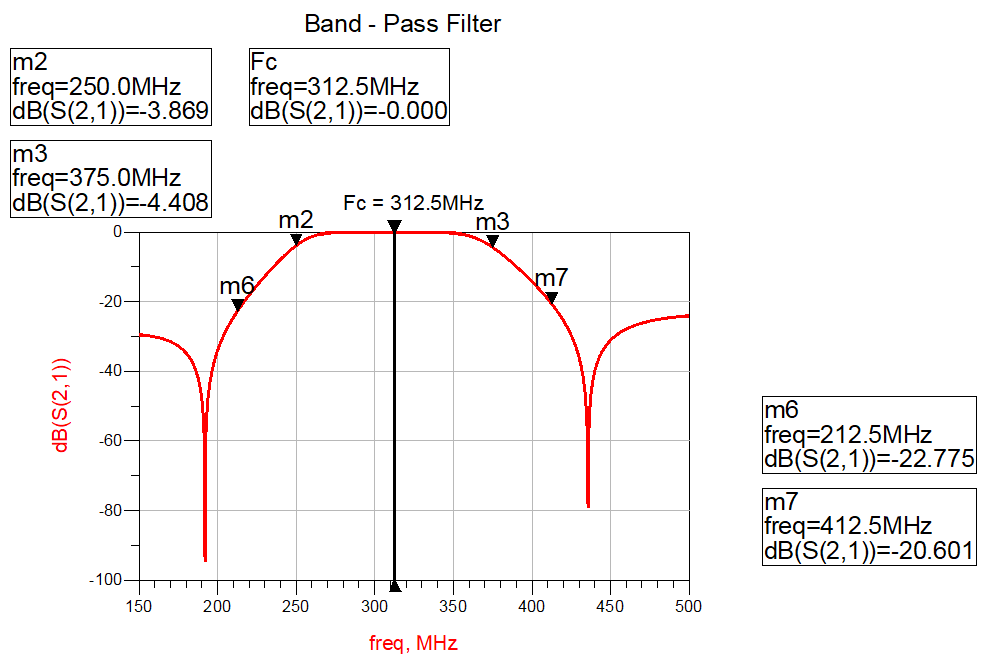 Band - Pass Filter
m2
freq=250.0MHz
dB(S(2,1))=-3.869
Fc
freq=312.5MHz
dB(S(2,1))=-0.000
m3
freq=375.0MHz
dB(S(2,1))=-4.408
Fc = 312.5MHz
m2
m3
m6
m7
0
-20
-40
-60
-80
-100
dB(S(2,1))
150
200
250
300
350
400
450
500
freq, MHz
m6
freq=212.5MHz
dB(S(2,1))=-22.775
m7
freq=412.5MHz
dB(S(2,1))=-20.601